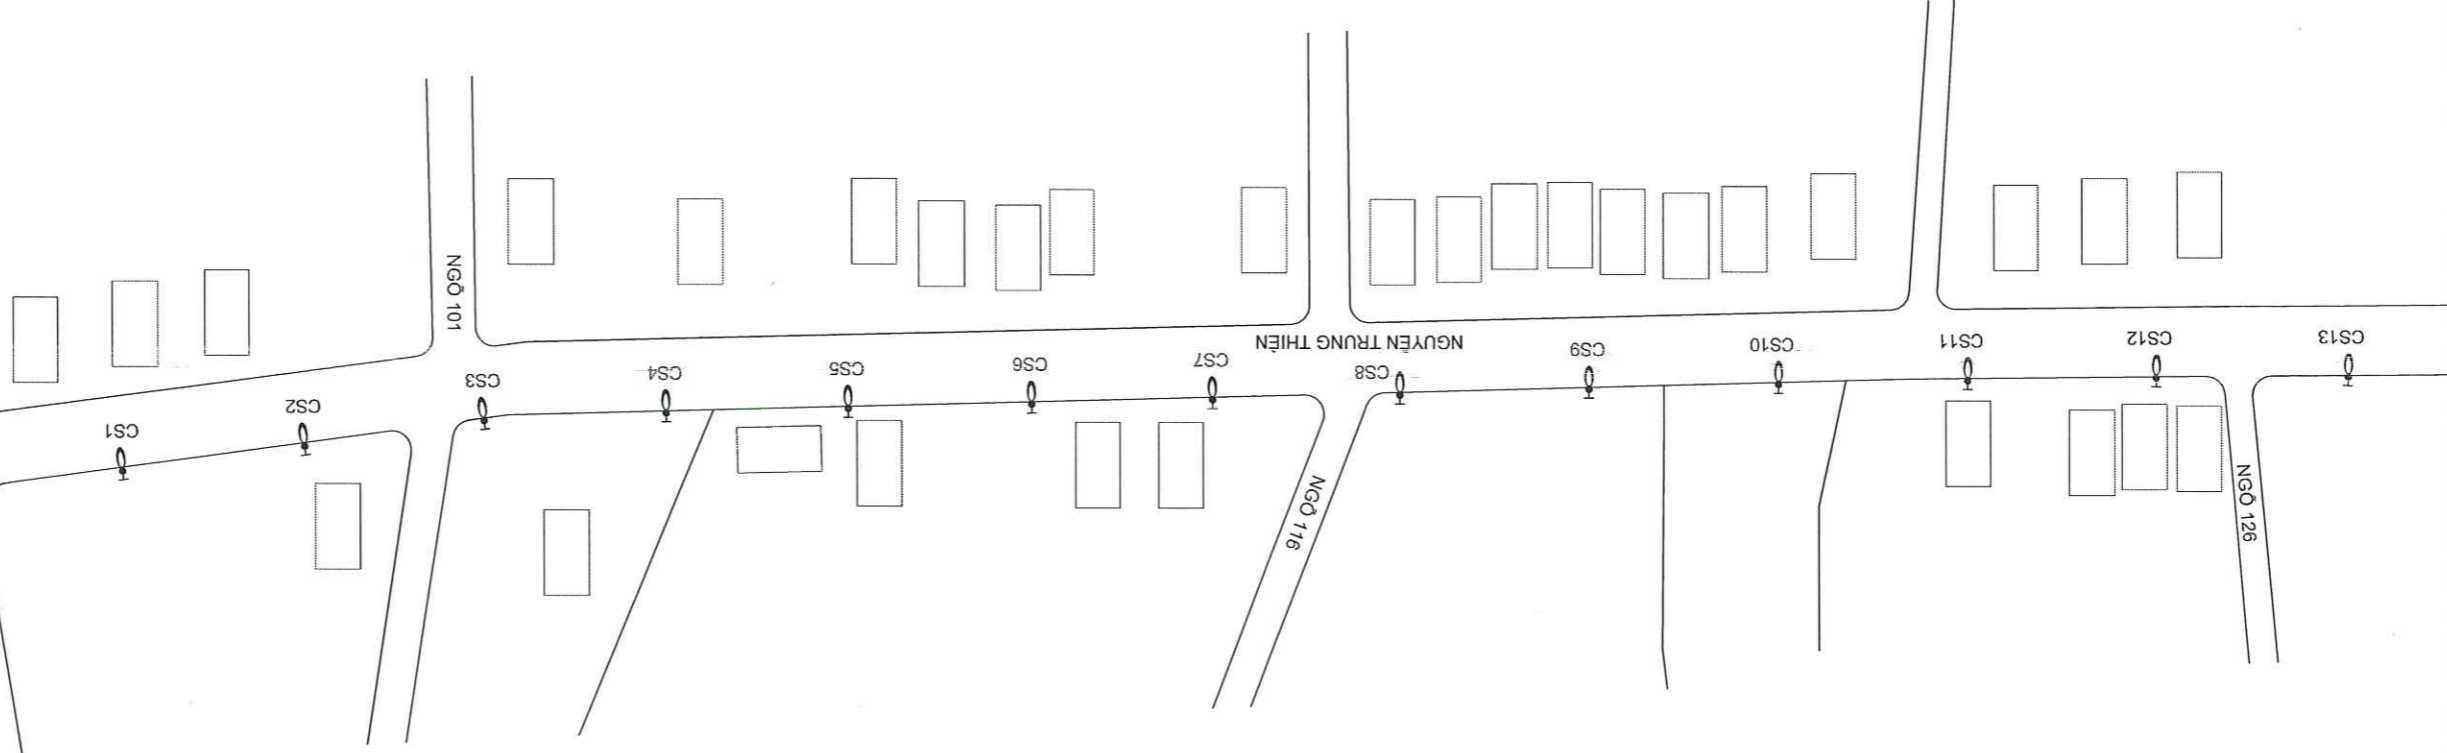 NGÕ 101
NGUYỄN TRUNG THIÊN
NGÕ 116
NGÕ 126
CS1
CS2
CS3
CS4
CS5
CS6
CS7
CS8
CS9
CS10
CS11
CS12
CS13